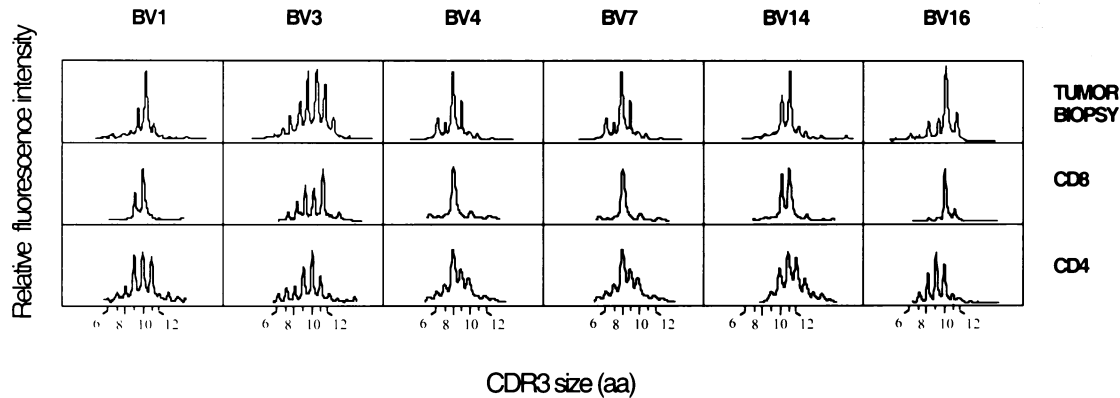 BV1 BV3 BV4 BV7 BV14 BV16
Relative fluorescence intensity
TUMOR
BIOPSY
CD8
CD4
6 8 10 12 6 8 10 12 6 8 10 12 6 8 10 12 6 8 10 12 6 8 10 12
CDR3 size (aa)